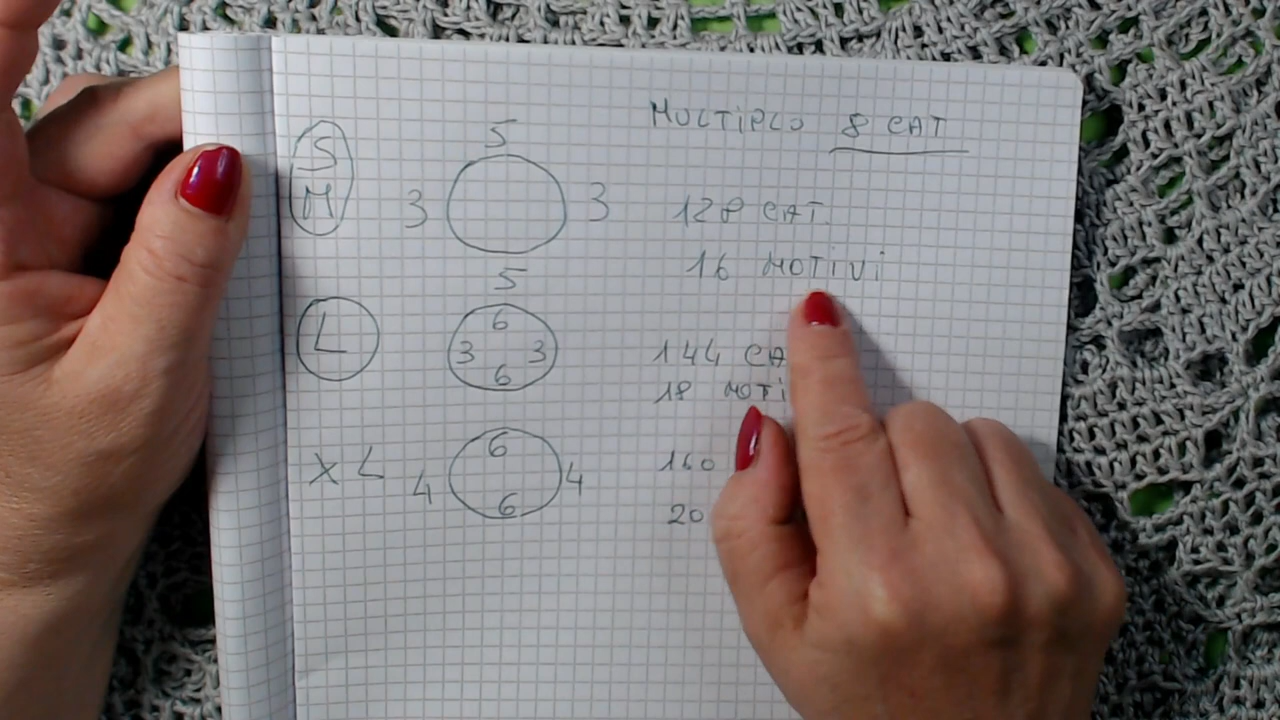 MULTIPLO 8 CAT
S
M
5
3 3
5
128 CAT.
16 MOTIVI
L
6
3 3
6
144 CA
18 MOTI
X L
6
4 4
6
160
20